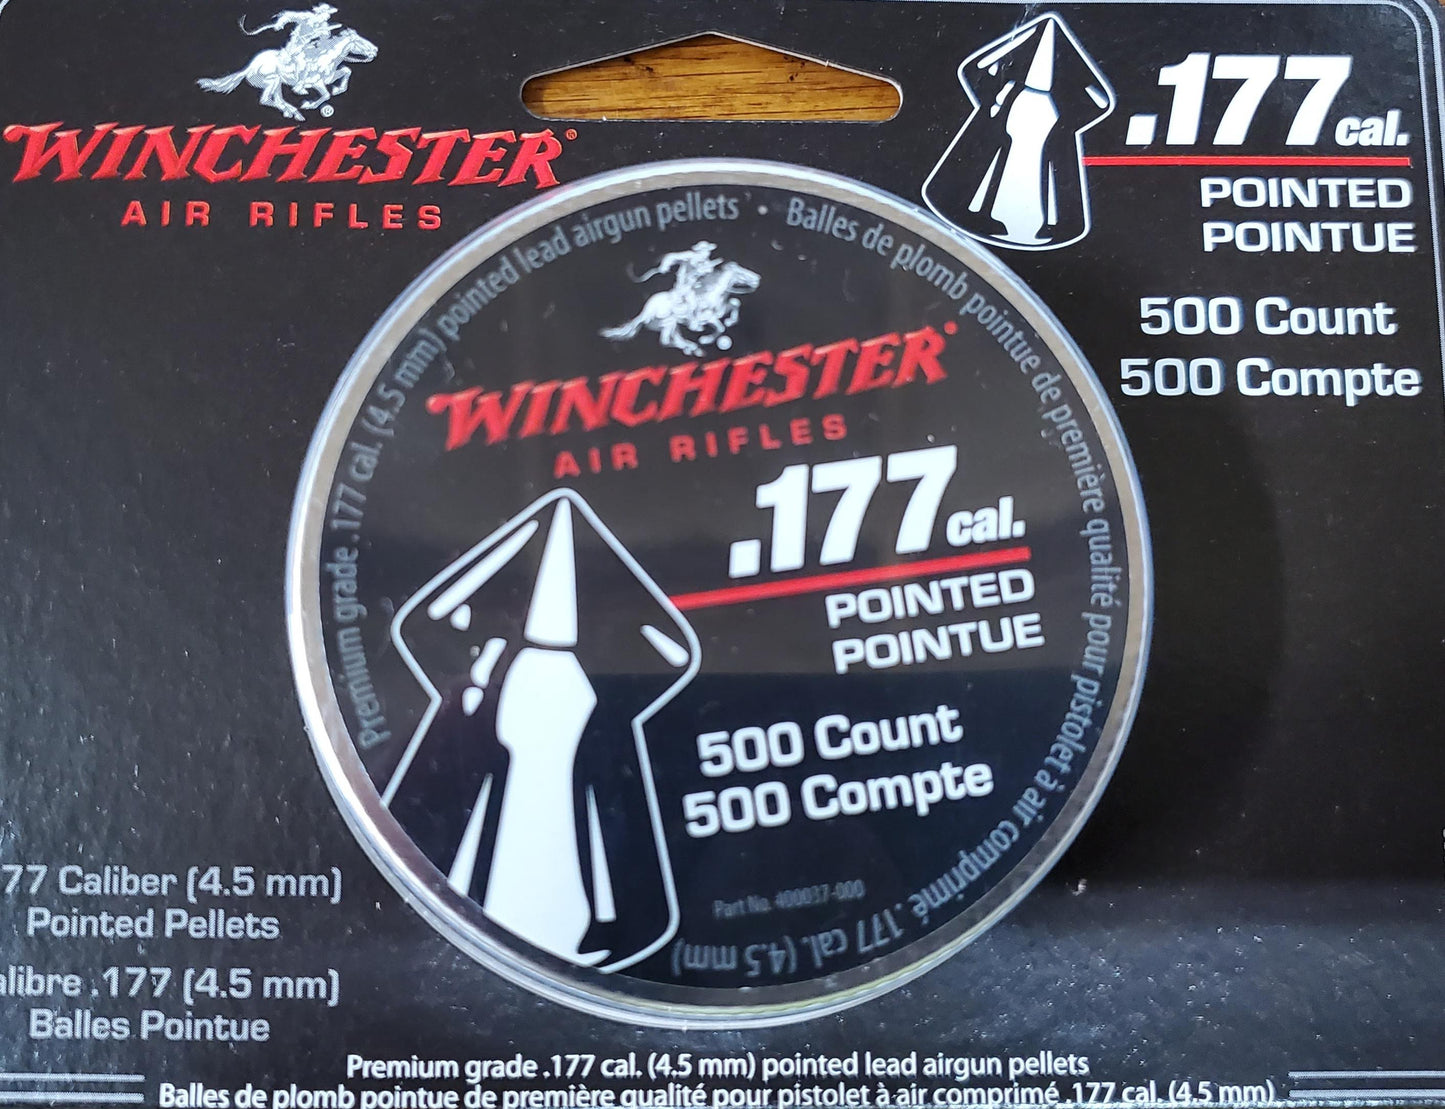 WINCHESTER®
AIR RIFLES
.177 cal.
POINTED
POINTUE
500 Count
500 Compte
Premium grade .177 cal. (4.5 mm) pointed lead airgun pellets • Balles de plomb pointue de première qualité pour pistolet à air comprimé .177 cal. (4.5 mm)
WINCHESTER
AIR RIFLES
.177 cal.
POINTED
POINTUE
500 Count
500 Compte
Part No. 400037-000
77 Caliber (4.5 mm)
Pointed Pellets
alibre .177 (4.5 mm)
Balles Pointue
Premium grade .177 cal. (4.5 mm) pointed lead airgun pellets
Balles de plomb pointue de première qualité pour pistolet à air comprimé .177 cal. (4.5 mm)